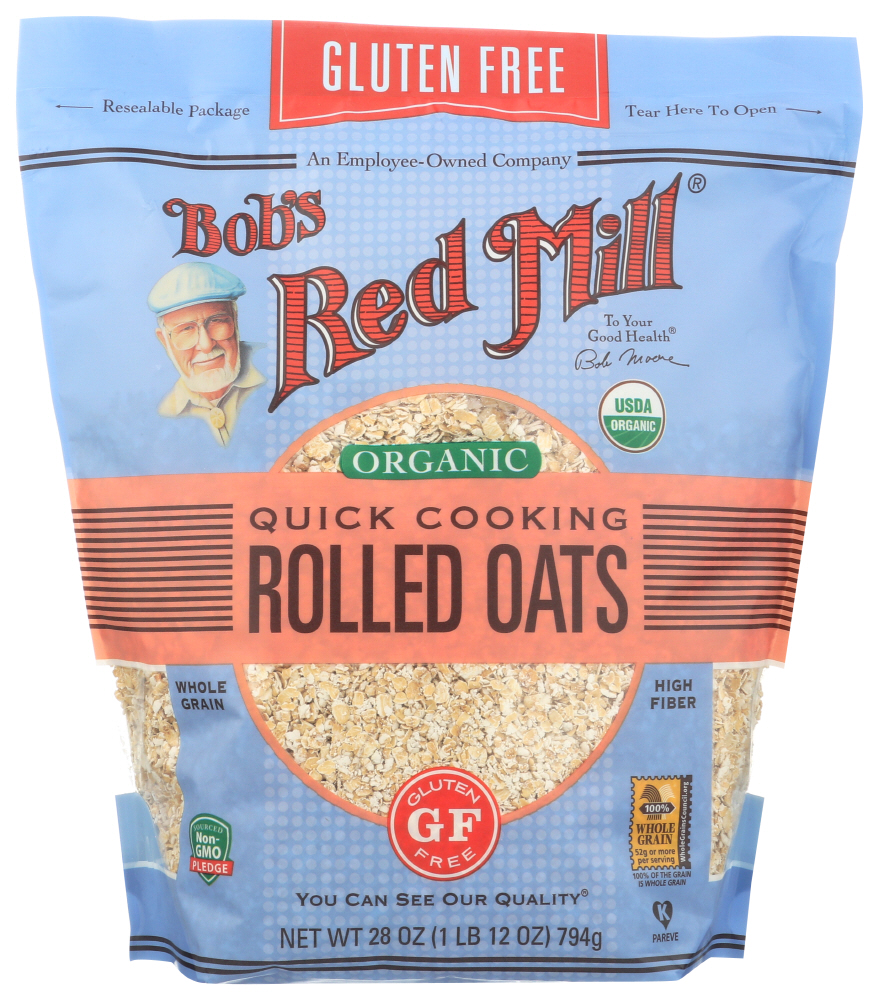 GLUTEN FREE
Resealable Package
Tear Here To Open
An Employee-Owned Company
Bob's
Red Mill®
To Your
Good Health®
Bob Moore
USDA
ORGANIC
ORGANIC
QUICK COOKING
ROLLED OATS
WHOLE
GRAIN
HIGH
FIBER
GLUTEN
GF
FREE
SOURCED
Non-
GMO
PLEDGE
100%
WHOLE
GRAIN
52g or more
per serving
WholeGrainsCouncil.org
100% OF THE GRAIN
IS WHOLE GRAIN
YOU CAN SEE OUR QUALITY®
K
PAREVE
NET WT 28 OZ (1 LB 12 OZ) 794g